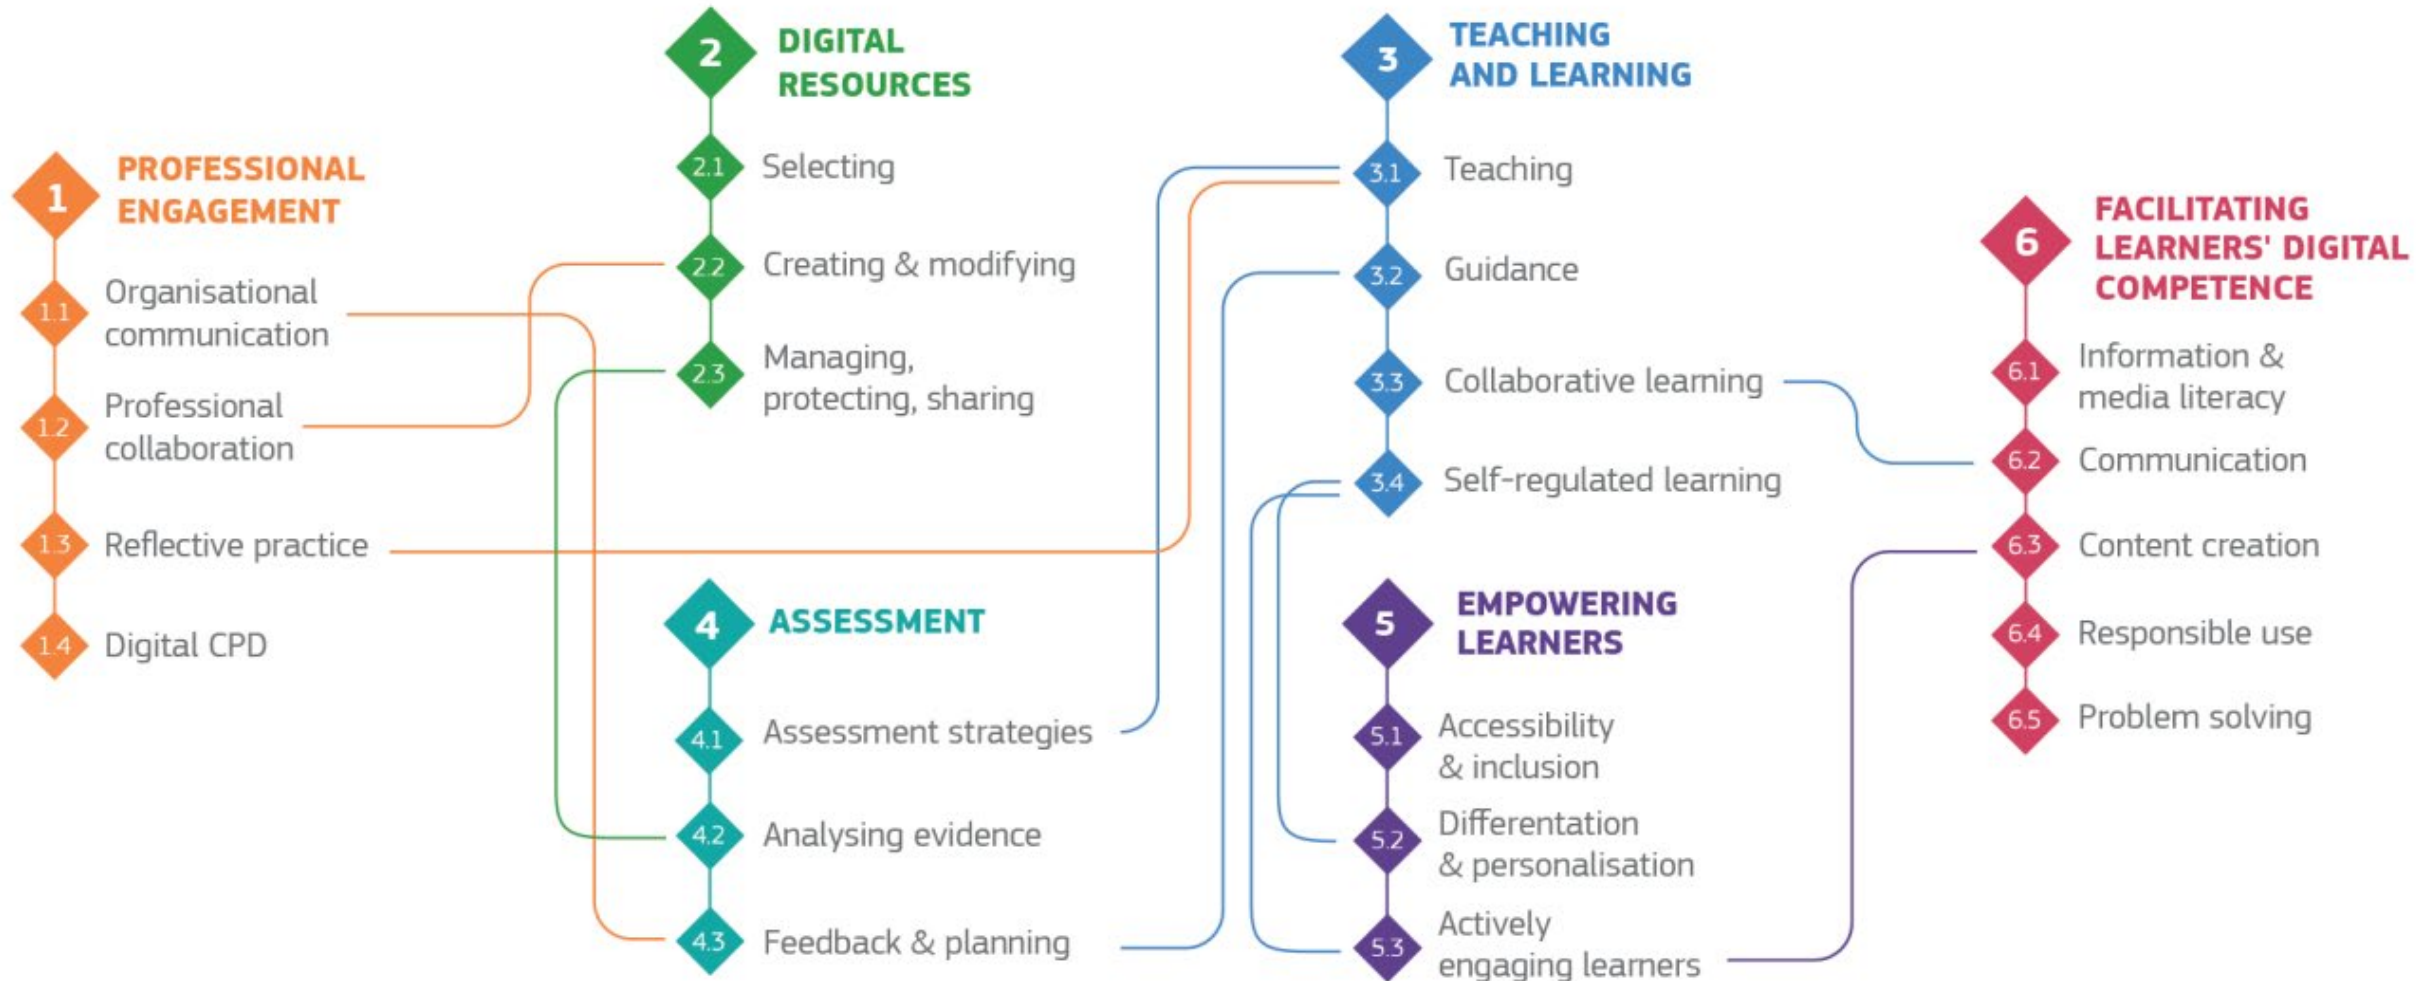 1
PROFESSIONAL
ENGAGEMENT
1.1
Organisational
communication
1.2
Professional
collaboration
1.3
Reflective practice
1.4
Digital CPD
2
DIGITAL
RESOURCES
2.1
Selecting
2.2
Creating & modifying
2.3
Managing,
protecting, sharing
3
TEACHING
AND LEARNING
3.1
Teaching
3.2
Guidance
3.3
Collaborative learning
3.4
Self-regulated learning
4
ASSESSMENT
4.1
Assessment strategies
4.2
Analysing evidence
4.3
Feedback & planning
5
EMPOWERING
LEARNERS
5.1
Accessibility
& inclusion
5.2
Differentation
& personalisation
5.3
Actively
engaging learners
6
FACILITATING
LEARNERS' DIGITAL
COMPETENCE
6.1
Information &
media literacy
6.2
Communication
6.3
Content creation
6.4
Responsible use
6.5
Problem solving